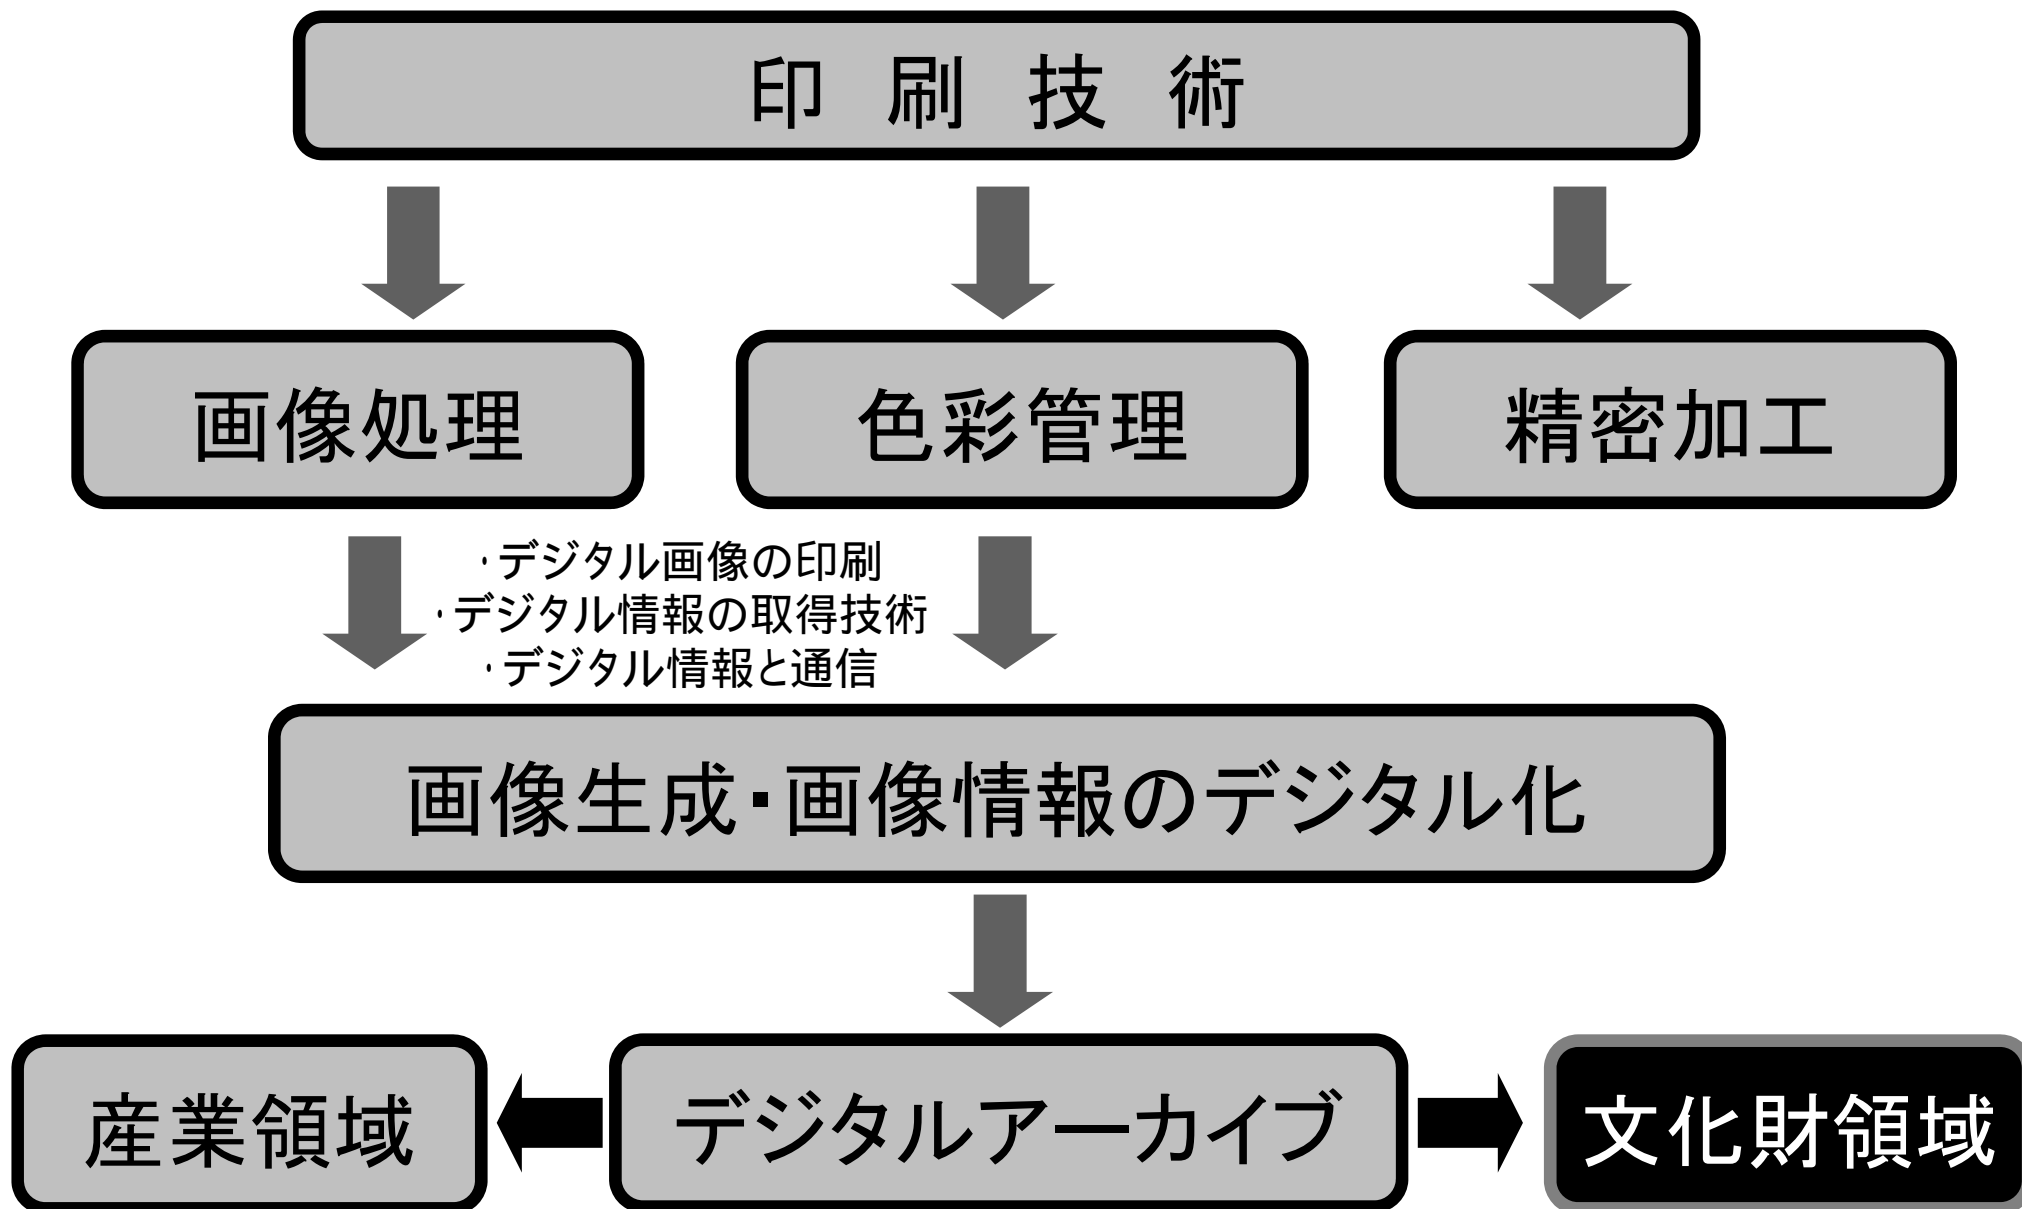 印 刷 技 術
画像処理
色彩管理
精密加工
・デジタル画像の印刷
・デジタル情報の取得技術
・デジタル情報と通信
画像生成・画像情報のデジタル化
産業領域
デジタルアーカイブ
文化財領域